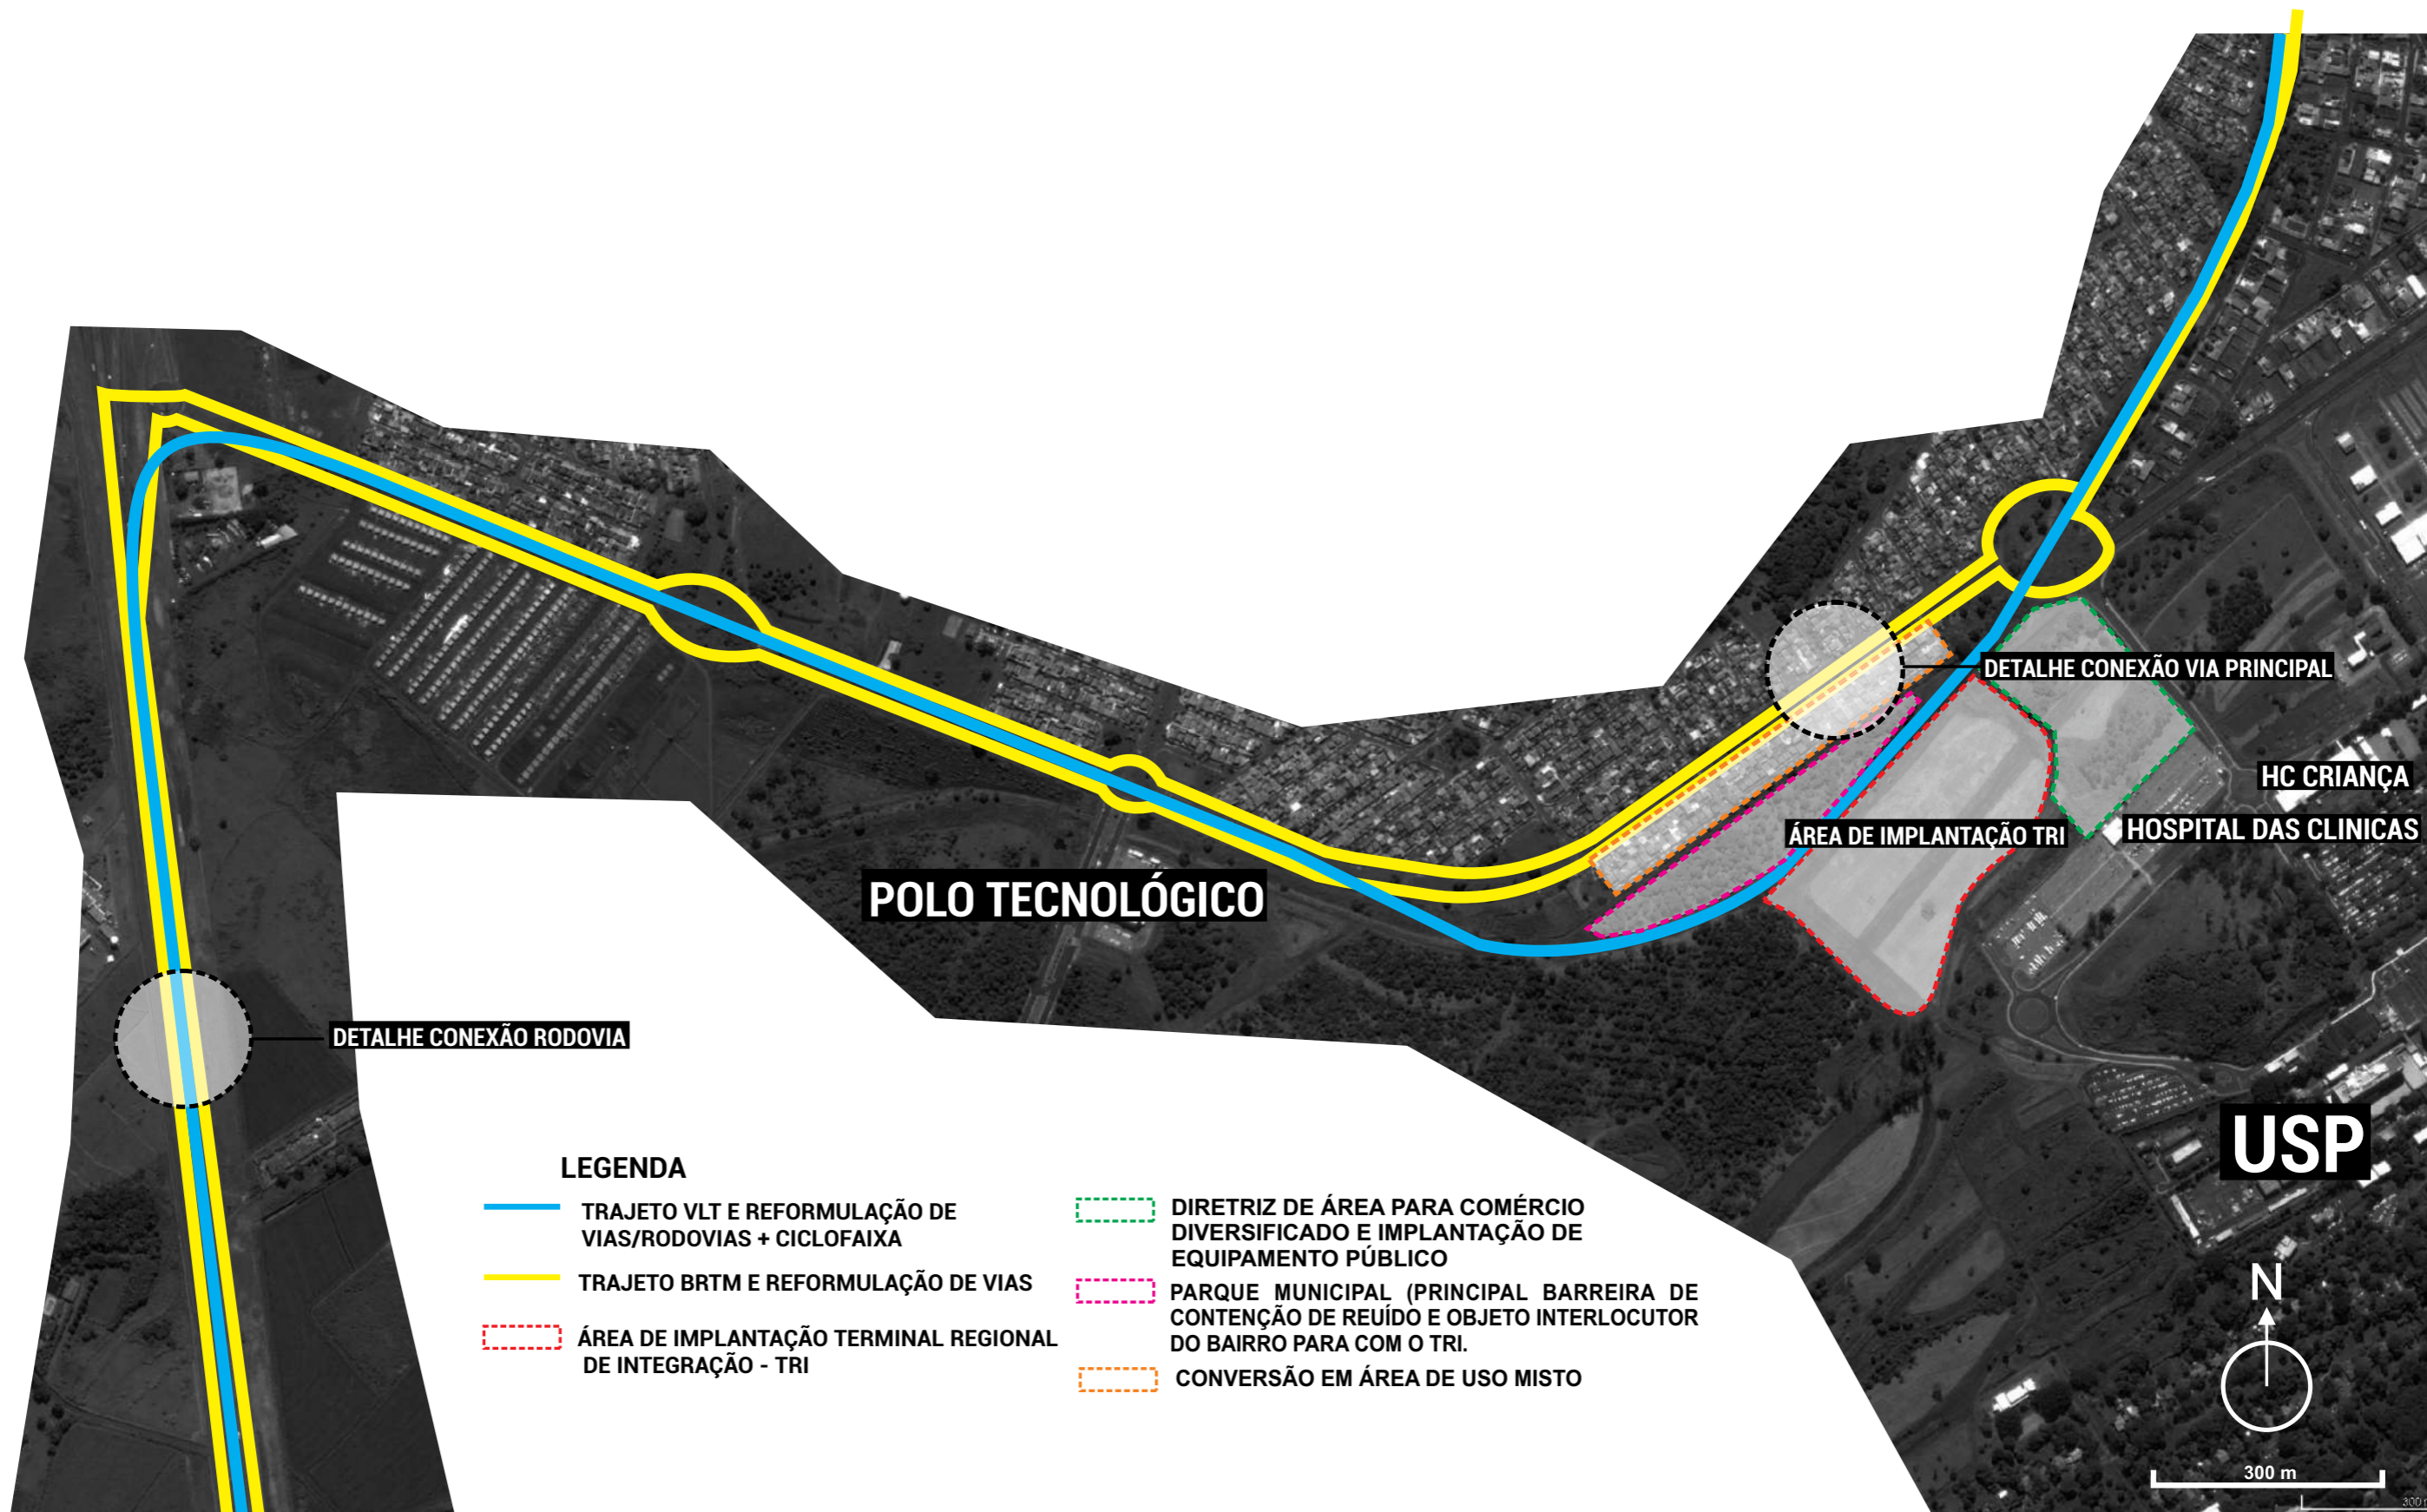 DETALHE CONEXÃO VIA PRINCIPAL
HC CRIANÇA
ÁREA DE IMPLANTAÇÃO TRI
HOSPITAL DAS CLINICAS
POLO TECNOLÓGICO
DETALHE CONEXÃO RODOVIA
USP
LEGENDA
TRAJETO VLT E REFORMULAÇÃO DE
VIAS/RODOVIAS + CICLOFAIXA
TRAJETO BRTM E REFORMULAÇÃO DE VIAS
ÁREA DE IMPLANTAÇÃO TERMINAL REGIONAL
DE INTEGRAÇÃO - TRI
DIRETRIZ DE ÁREA PARA COMÉRCIO
DIVERSIFICADO E IMPLANTAÇÃO DE
EQUIPAMENTO PÚBLICO
PARQUE MUNICIPAL (PRINCIPAL BARREIRA DE
CONTENÇÃO DE REUÍDO E OBJETO INTERLOCUTOR
DO BAIRRO PARA COM O TRI.
CONVERSÃO EM ÁREA DE USO MISTO
N
300 m
300